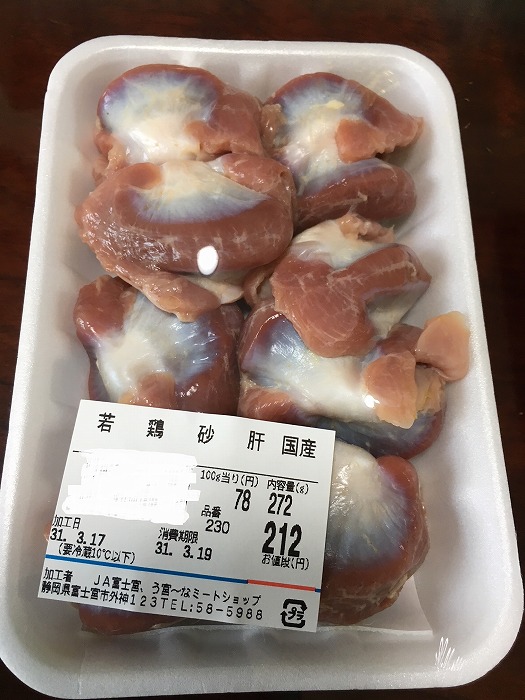 若鶏 砂肝 国産
100g当り(円) 内容量(g)
78 272
品番
230
212
お値段(円)
加工日 消費期限
31. 3.17 31. 3.19
(要冷蔵10℃以下)
加工者 JA富士宮、う宮～なミートショップ
静岡県富士宮市外神123TEL:58-5988
プラ